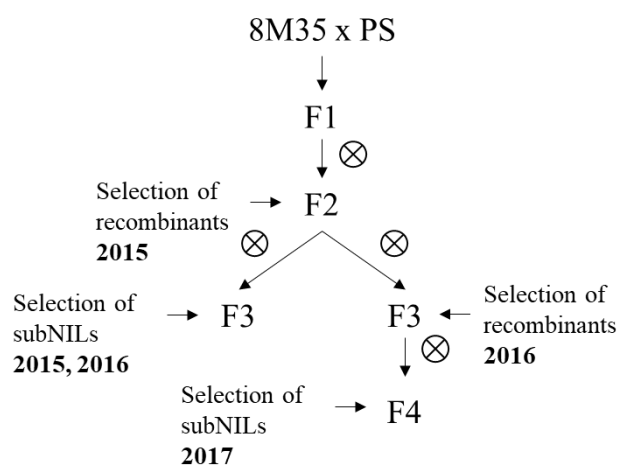 8M35 x PS
F1
Selection of
recombinants
2015
F2
Selection of
subNILs
2015, 2016
F3
F3
Selection of
recombinants
2016
Selection of
subNILs
2017
F4